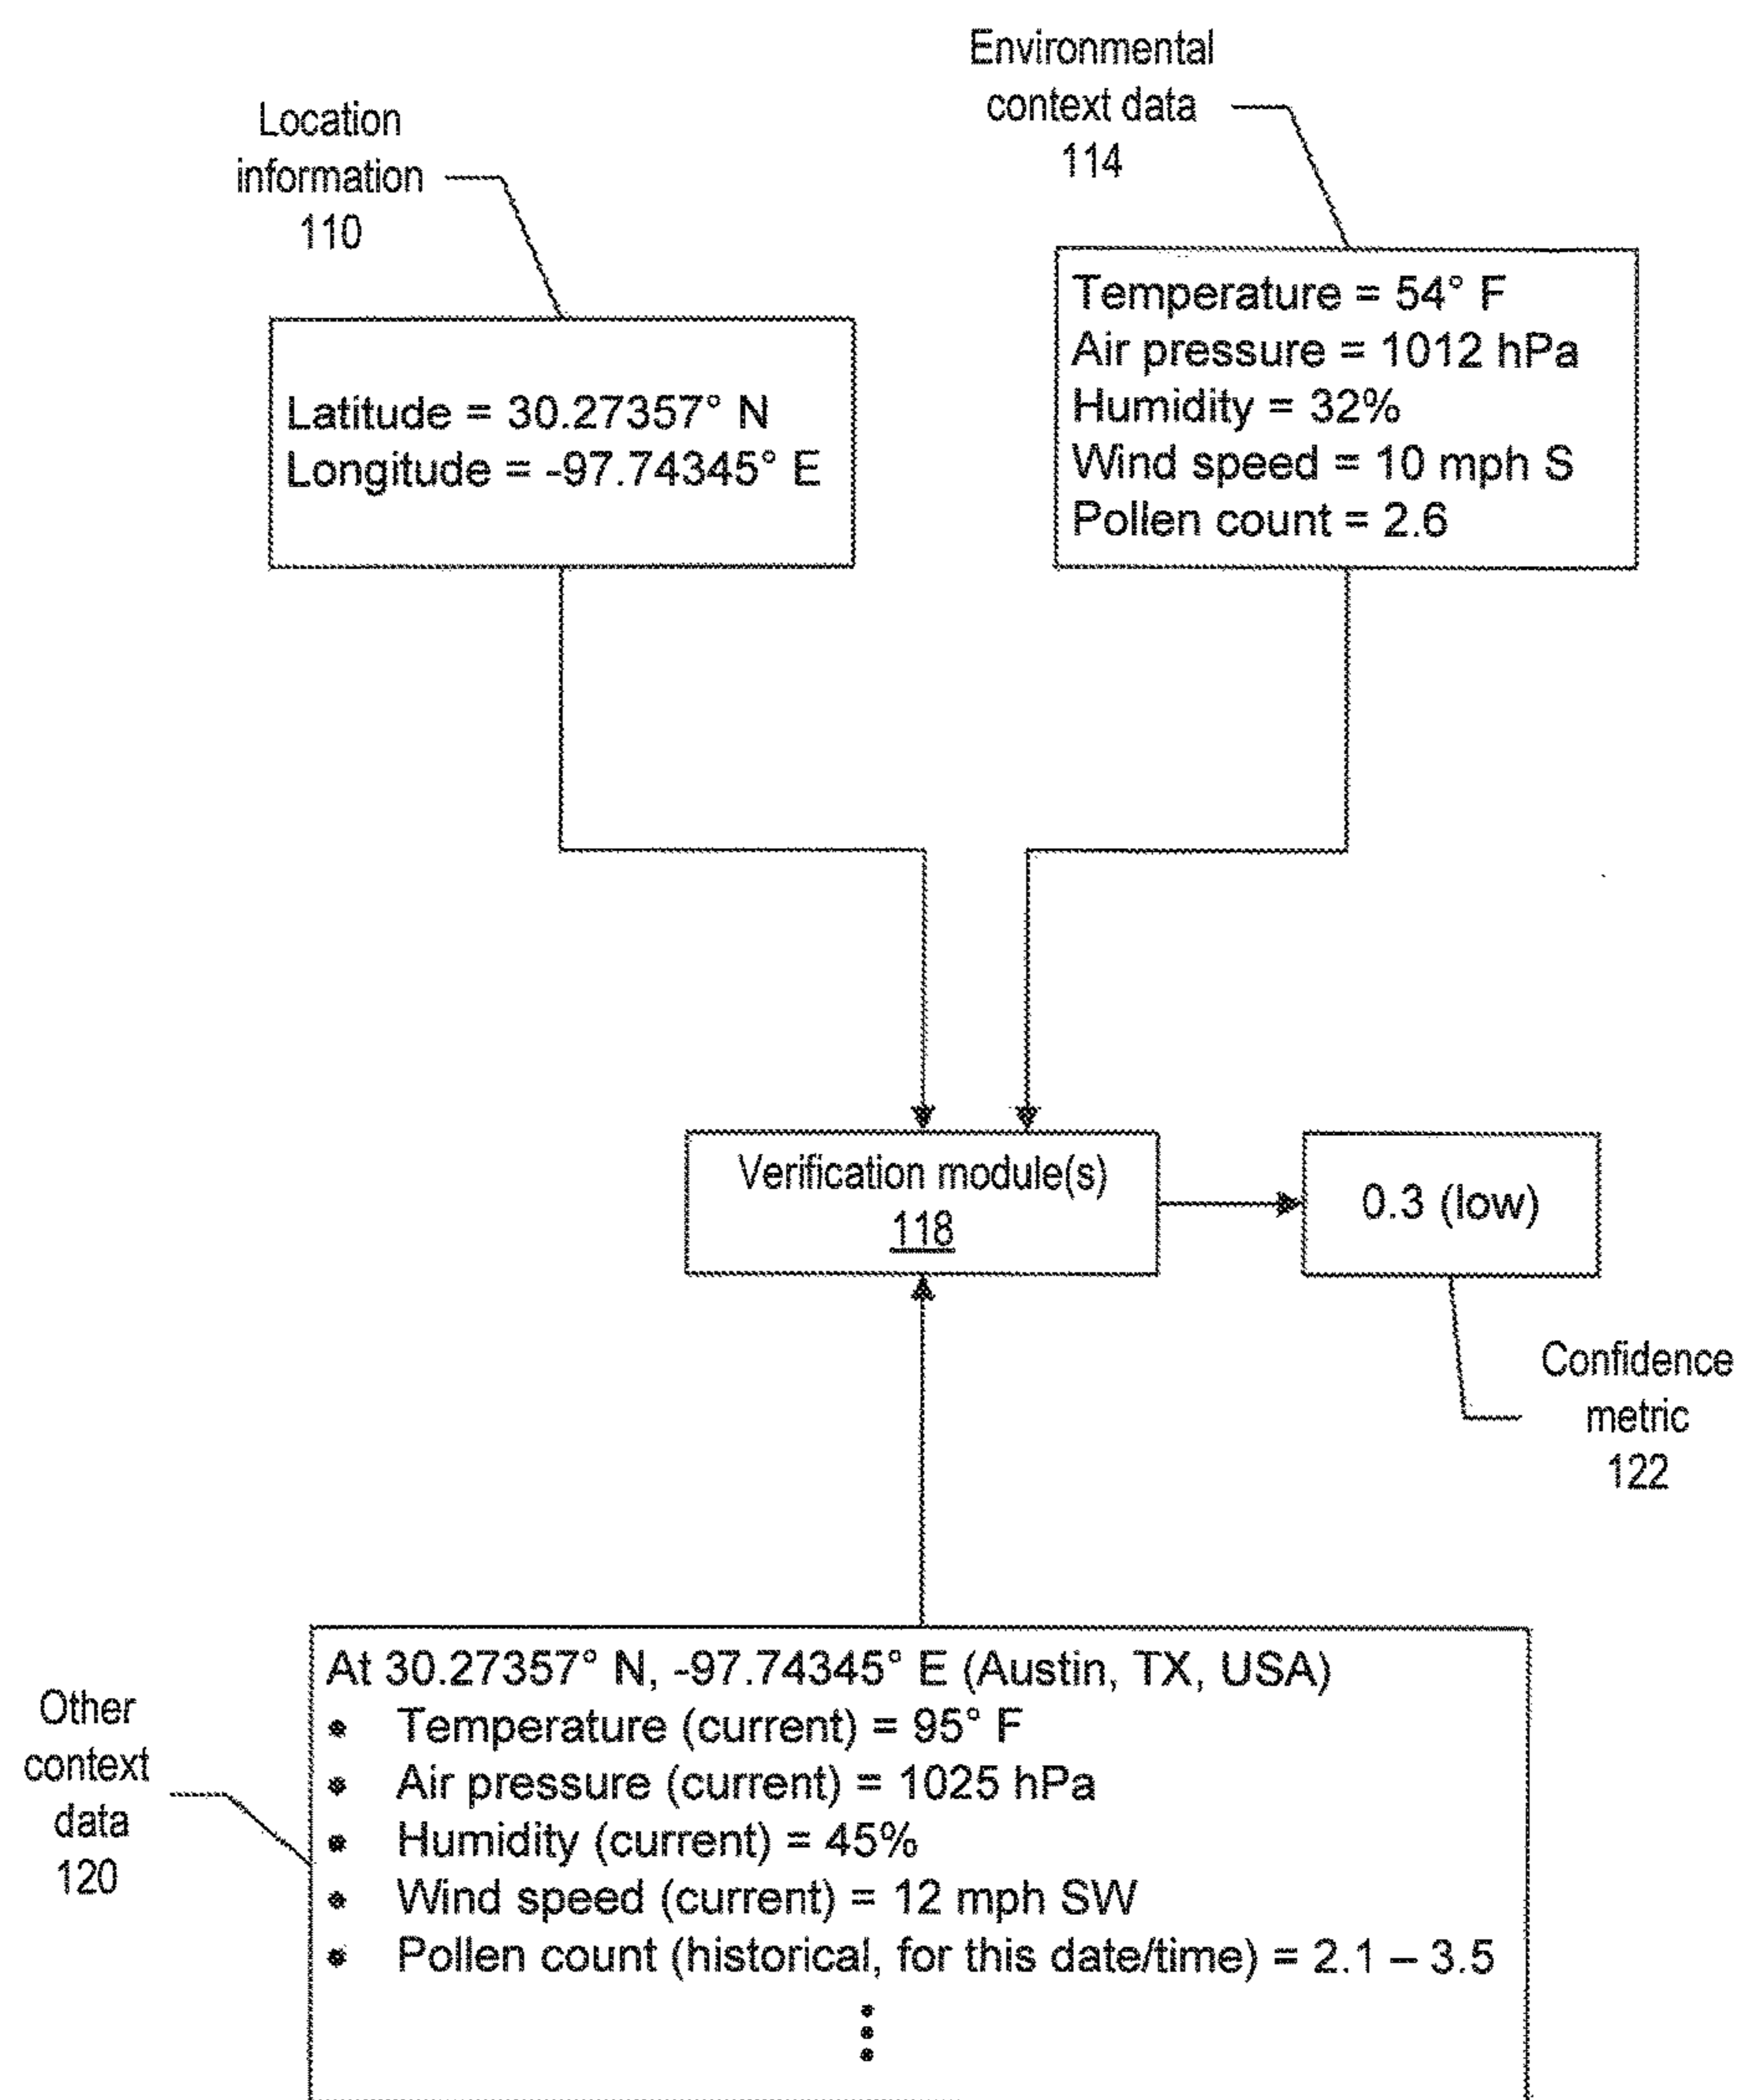 Environmental
context data
114
Location
information
110
Temperature = 54° F
Air pressure = 1012 hPa
Humidity = 32%
Wind speed = 10 mph S
Pollen count = 2.6
Latitude = 30.27357° N
Longitude = -97.74345° E
Verification module(s)
118
0.3 (low)
Confidence
metric
122
Other
context
data
120
At 30.27357° N, -97.74345° E (Austin, TX, USA)
• Temperature (current) = 95° F
• Air pressure (current) = 1025 hPa
• Humidity (current) = 45%
• Wind speed (current) = 12 mph SW
• Pollen count (historical, for this date/time) = 2.1 – 3.5